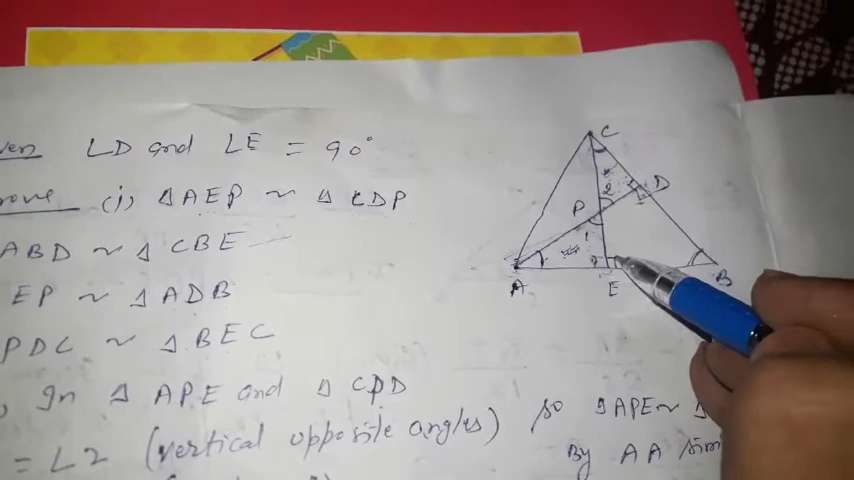 ven ∠D and ∠E = 90°
rove (i) △AEP ~ △CDP
ABD ~ △CBE
EP ~ △ADB
PDC ~ △BEC
In △APE and △CPD
= ∠2 (vertical opposite angles) so △APE ~ △
By AA sim
C
2
D
P
1
A
E
B